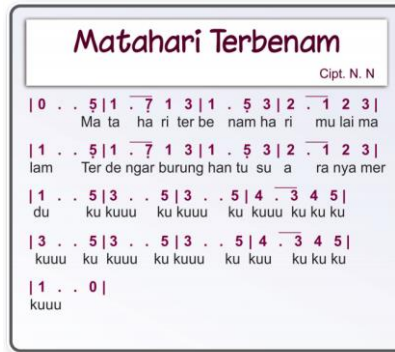 Matahari Terbenam
Cipt. N. N
|0 . . 5̣|1 . 7̣ 1 3|1 . 5̣ 3|2 . 1 2 3|
Ma ta ha ri ter be nam ha ri mu lai ma
|1 . . 5̣|1 . 7̣ 1 3|1 . 5̣ 3|2 . 1 2 3|
lam Ter de ngar burung han tu su a ra nya mer
|1 . . 5|3 . . 5|3 . . 5|4 . 3 4 5|
du ku kuuu ku kuuu ku kuuu ku ku ku
|3 . . 5|3 . . 5|3 . . 5|4 . 3 4 5|
kuuu ku kuuu ku kuuu ku kuu ku ku ku
|1 . . 0|
kuuu